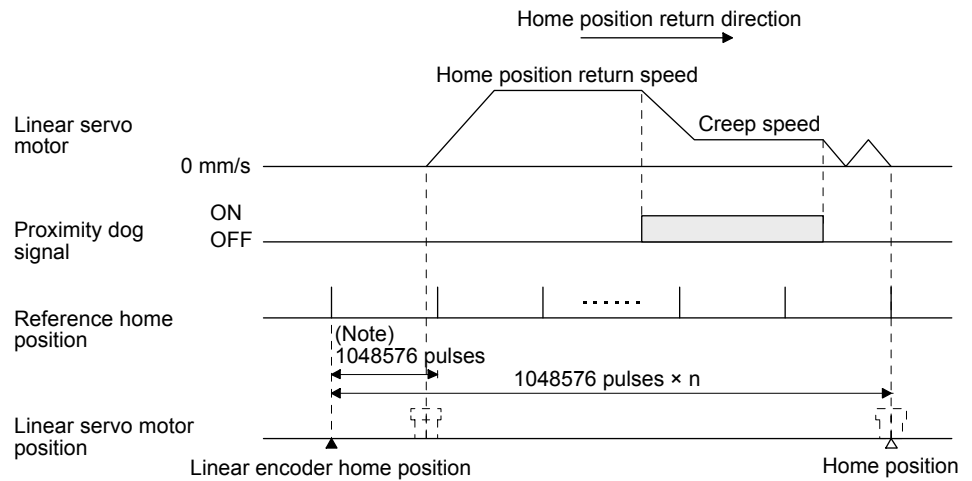 Home position return direction
Home position return speed
Linear servo
motor
Creep speed
0 mm/s
ON
OFF
Proximity dog
signal
Reference home
position
(Note)
1048576 pulses
1048576 pulses × n
Linear servo motor
position
Linear encoder home position
Home position